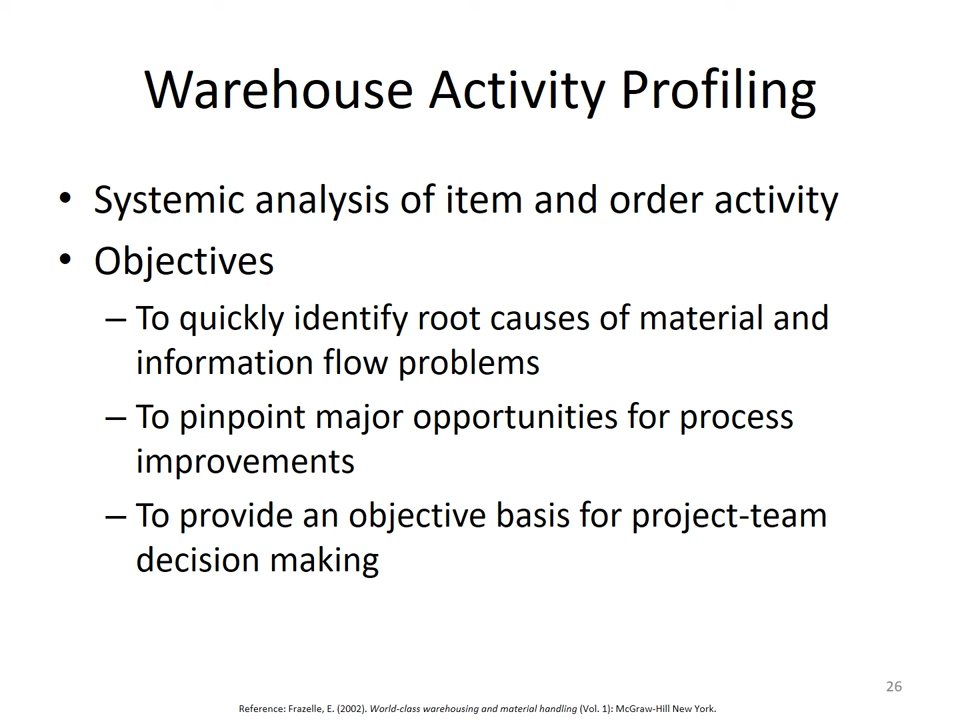 Warehouse Activity Profiling
• Systemic analysis of item and order activity
• Objectives
– To quickly identify root causes of material and
information flow problems
– To pinpoint major opportunities for process
improvements
– To provide an objective basis for project-team
decision making
26
Reference: Frazelle, E. (2002). World-class warehousing and material handling (Vol. 1): McGraw-Hill New York.